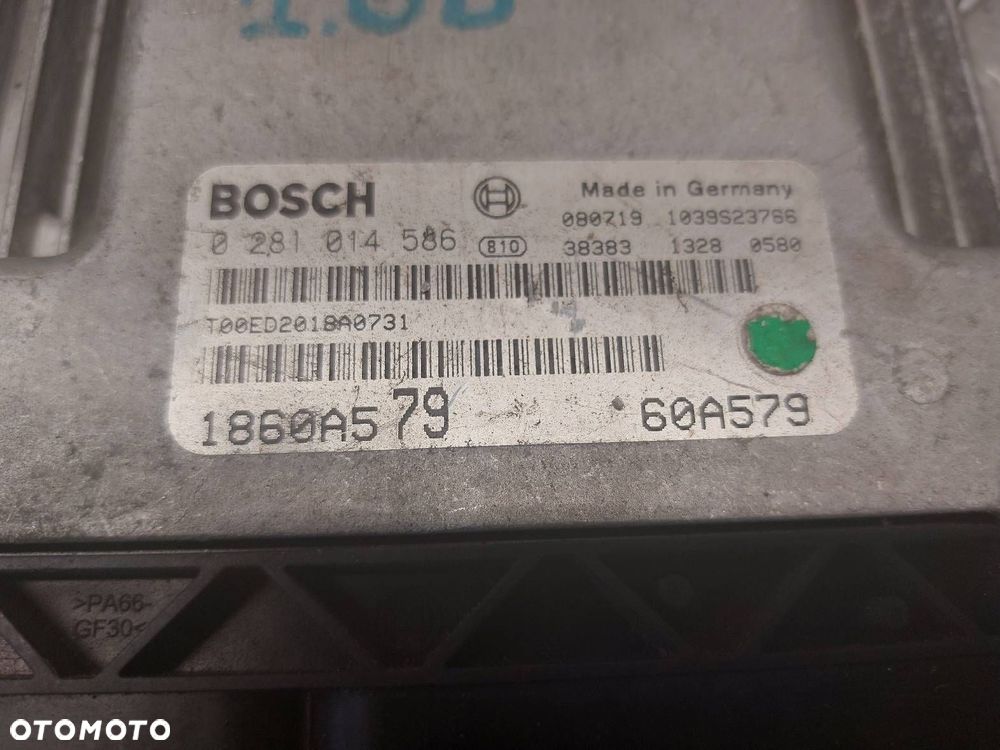 BOSCH
Made in Germany
080719 1039S23766
0 281 014 586 B10 38383 1328 0580
T00ED2018A0731
1860A579 60A579
>PA66-
GF30<
OTOMOTO